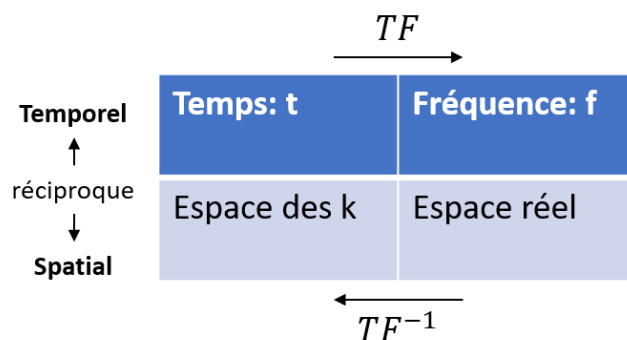 TF
Temps: t
Fréquence: f
Temporel
réciproque
Espace des k
Espace réel
Spatial
TF⁻¹